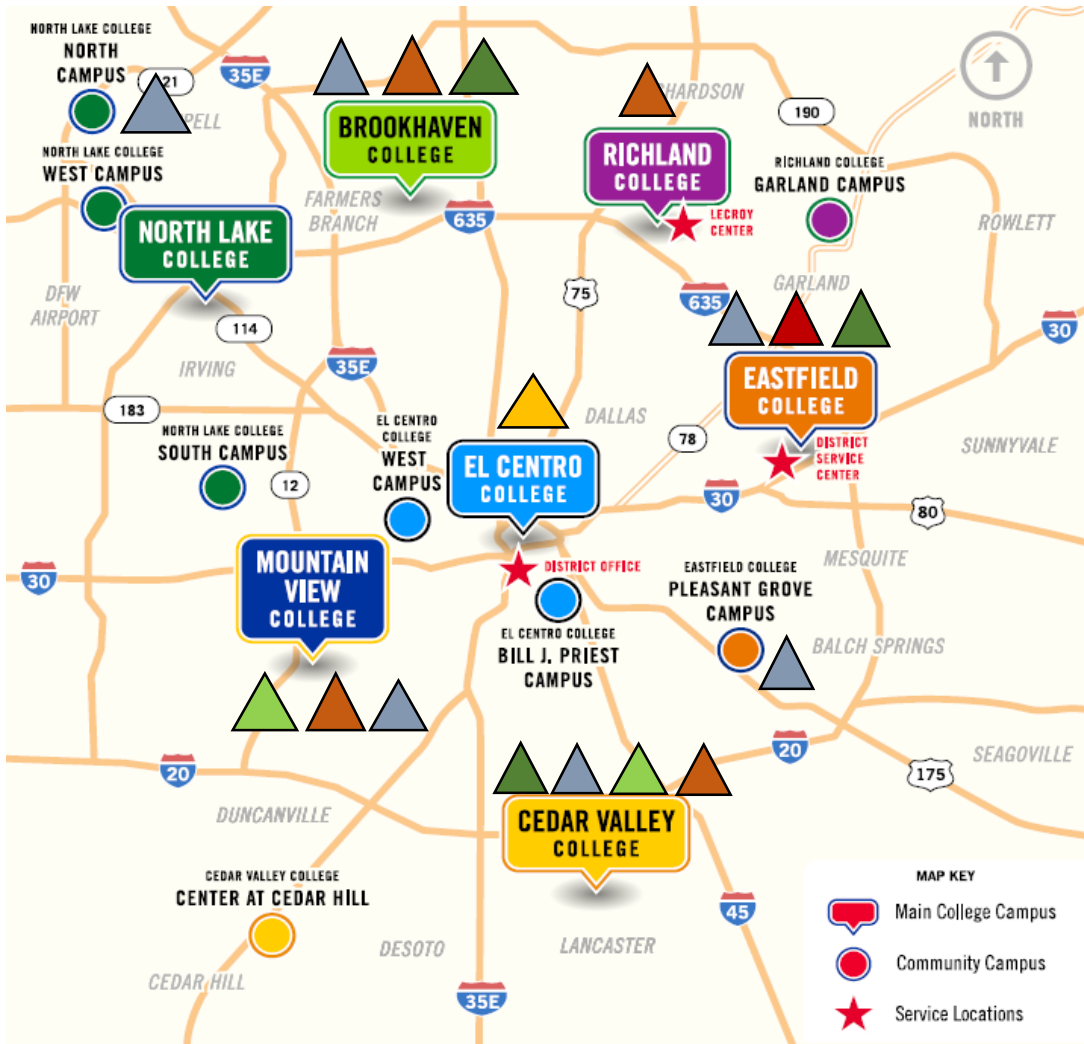 NORTH LAKE COLLEGE
NORTH
CAMPUS
21
PELL
35E
NORTH LAKE COLLEGE
WEST CAMPUS
NORTH LAKE
COLLEGE
DFW
AIRPORT
114
IRVING
BROOKHAVEN
COLLEGE
FARMERS
BRANCH
635
HARDSON
RICHLAND
COLLEGE
LECROY
CENTER
190
NORTH
RICHLAND COLLEGE
GARLAND CAMPUS
ROWLETT
75
635
GARLAND
30
35E
183
NORTH LAKE COLLEGE
SOUTH CAMPUS
12
EL CENTRO
COLLEGE
WEST
CAMPUS
EL CENTRO
COLLEGE
DALLAS
78
EASTFIELD
COLLEGE
DISTRICT
SERVICE
CENTER
SUNNYVALE
30
80
30
MOUNTAIN
VIEW
COLLEGE
DISTRICT OFFICE
EL CENTRO COLLEGE
BILL J. PRIEST
CAMPUS
EASTFIELD COLLEGE
PLEASANT GROVE
CAMPUS
MESQUITE
BALCH SPRINGS
20
20
SEAGOVILLE
175
DUNCANVILLE
CEDAR VALLEY
COLLEGE
CEDAR VALLEY COLLEGE
CENTER AT CEDAR HILL
CEDAR HILL
DESOTO
LANCASTER
45
35E
MAP KEY
Main College Campus
Community Campus
Service Locations